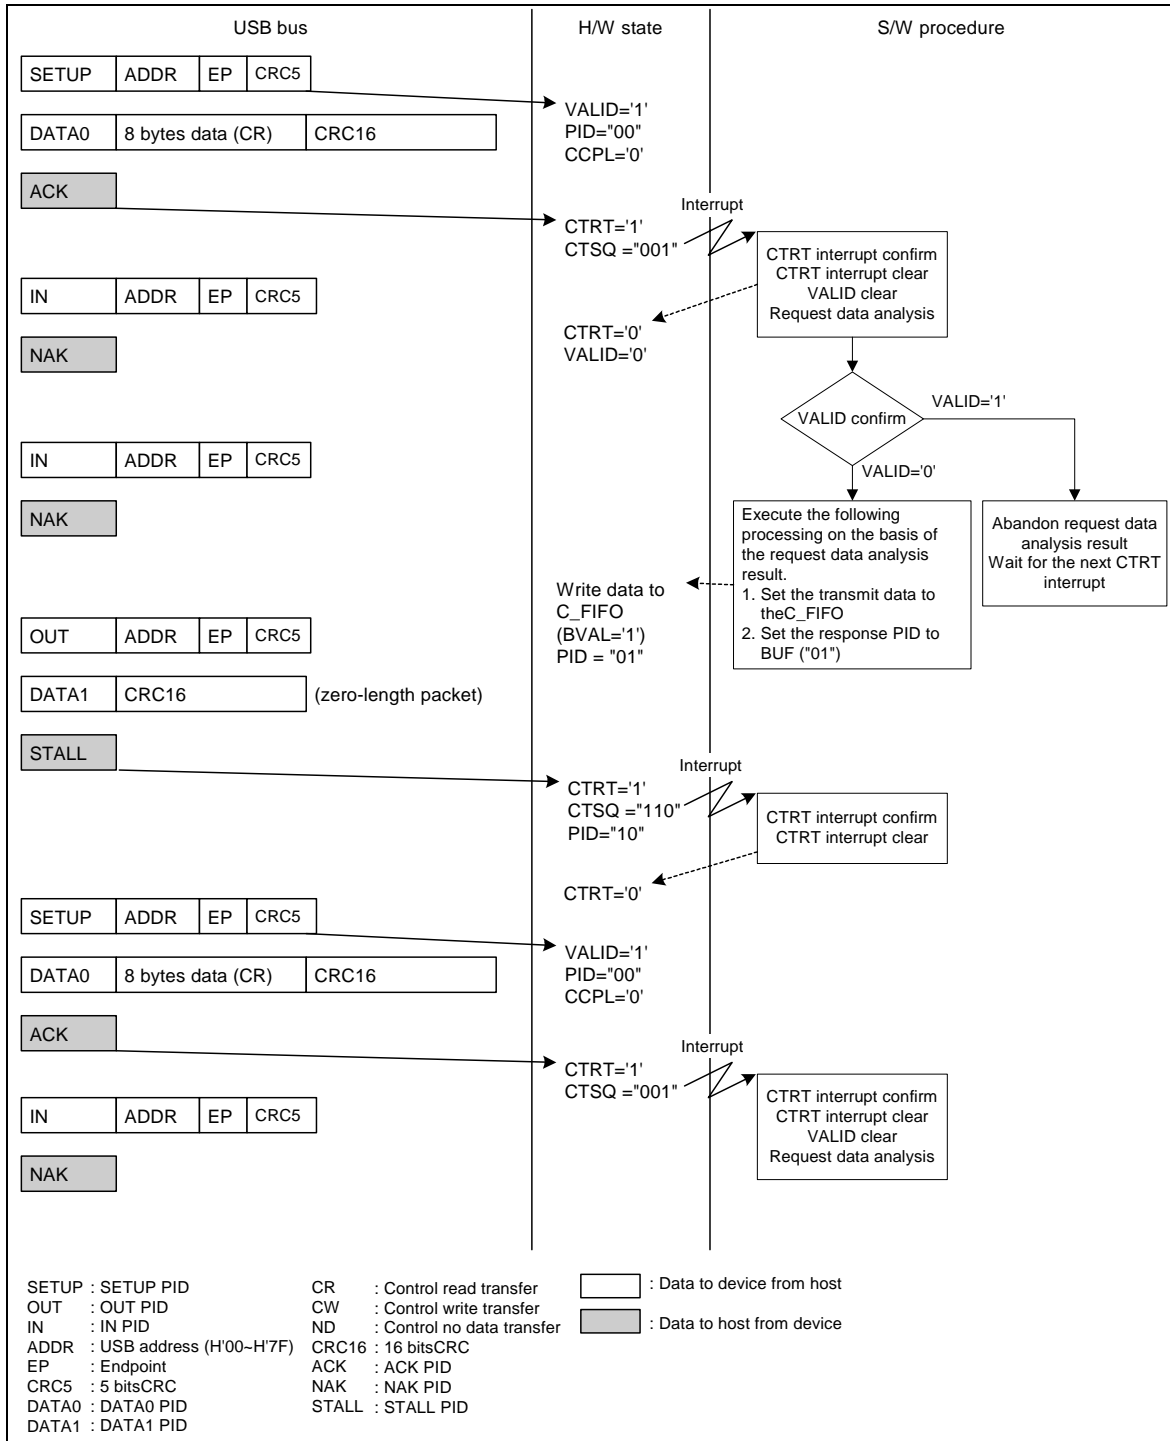 USB bus
H/W state
S/W procedure
SETUP ADDR EP CRC5
VALID='1'
PID="00"
CCPL='0'
DATA0 8 bytes data (CR) CRC16
ACK
Interrupt
CTRT='1'
CTSQ ="001"
CTRT interrupt confirm
CTRT interrupt clear
VALID clear
Request data analysis
IN ADDR EP CRC5
CTRT='0'
VALID='0'
NAK
VALID confirm
VALID='1'
VALID='0'
IN ADDR EP CRC5
NAK
Execute the following
processing on the basis of
the request data analysis
result.
1. Set the transmit data to
theC_FIFO
2. Set the response PID to
BUF ("01")
Abandon request data
analysis result
Wait for the next CTRT
interrupt
Write data to
C_FIFO
(BVAL='1')
PID = "01"
OUT ADDR EP CRC5
DATA1 CRC16 (zero-length packet)
STALL
Interrupt
CTRT='1'
CTSQ ="110"
PID="10"
CTRT interrupt confirm
CTRT interrupt clear
CTRT='0'
SETUP ADDR EP CRC5
VALID='1'
PID="00"
CCPL='0'
DATA0 8 bytes data (CR) CRC16
ACK
Interrupt
CTRT='1'
CTSQ ="001"
CTRT interrupt confirm
CTRT interrupt clear
VALID clear
Request data analysis
IN ADDR EP CRC5
NAK
SETUP : SETUP PID
OUT : OUT PID
IN : IN PID
ADDR : USB address (H'00~H'7F)
EP : Endpoint
CRC5 : 5 bitsCRC
DATA0 : DATA0 PID
DATA1 : DATA1 PID
CR : Control read transfer
CW : Control write transfer
ND : Control no data transfer
CRC16 : 16 bitsCRC
ACK : ACK PID
NAK : NAK PID
STALL : STALL PID
: Data to device from host
: Data to host from device